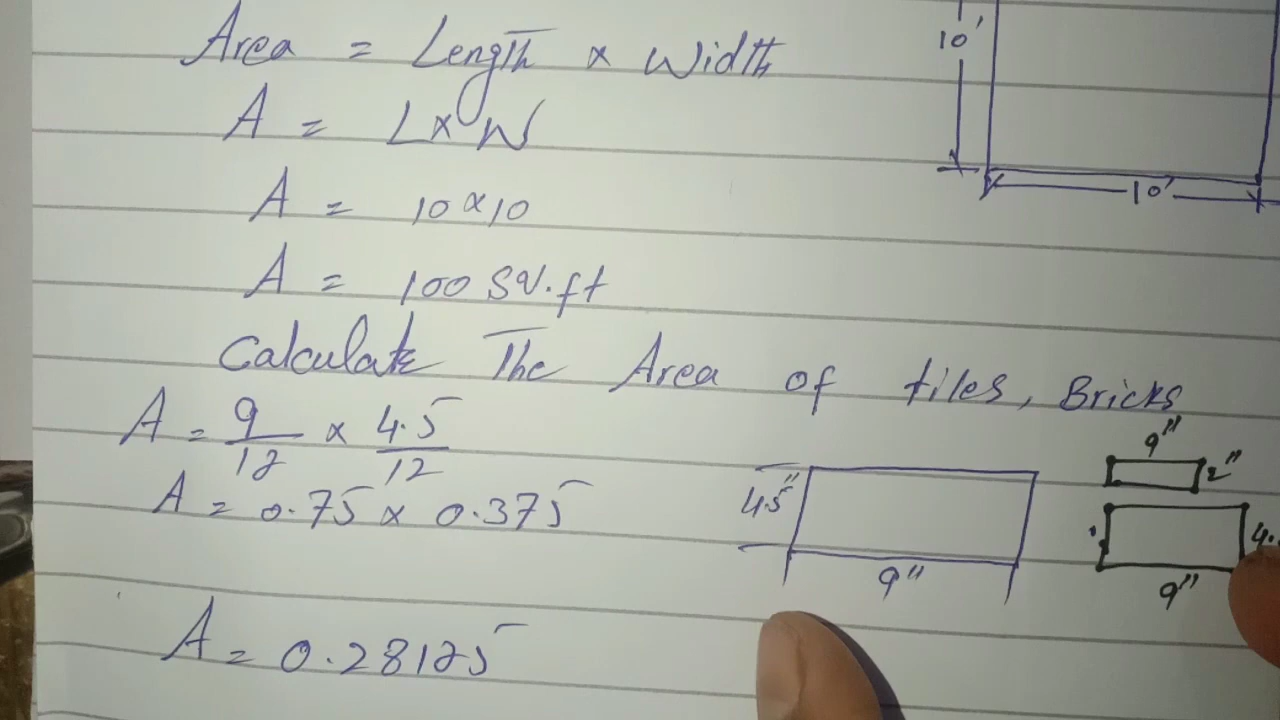 Area = Length x Width
A = L x W
A = 10 x 10
A = 100 SQ.ft
Calculate The Area of tiles, Bricks
A = 9/12 x 4.5/12
A = 0.75 x 0.375
A = 0.28125
10'
10'
4.5"
9"
9"
2"
4.
9"